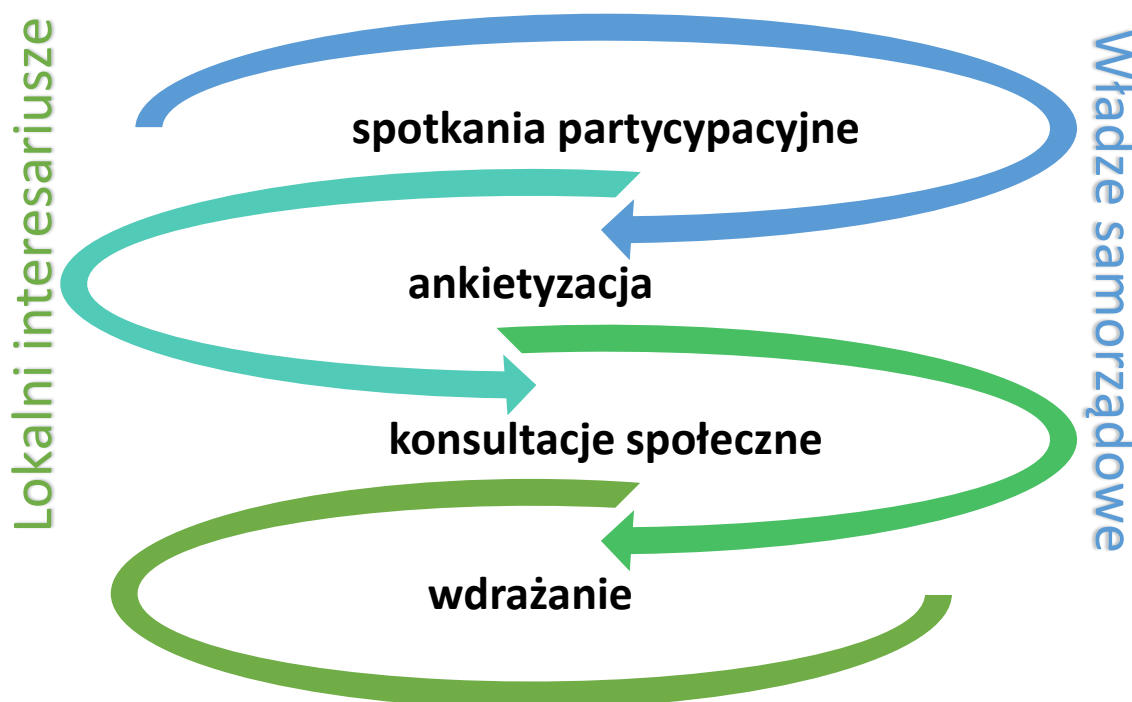 Lokalni interesariusze
spotkania partycypacyjne
ankietyzacja
konsultacje społeczne
wdrażanie
Władze samorządowe